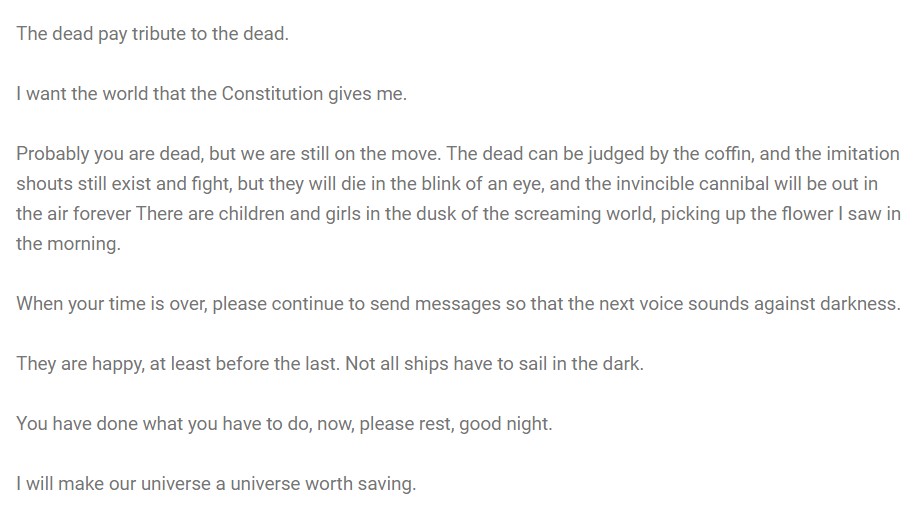 The dead pay tribute to the dead.
I want the world that the Constitution gives me.
Probably you are dead, but we are still on the move. The dead can be judged by the coffin, and the imitation
shouts still exist and fight, but they will die in the blink of an eye, and the invincible cannibal will be out in
the air forever There are children and girls in the dusk of the screaming world, picking up the flower I saw in
the morning.
When your time is over, please continue to send messages so that the next voice sounds against darkness.
They are happy, at least before the last. Not all ships have to sail in the dark.
You have done what you have to do, now, please rest, good night.
I will make our universe a universe worth saving.